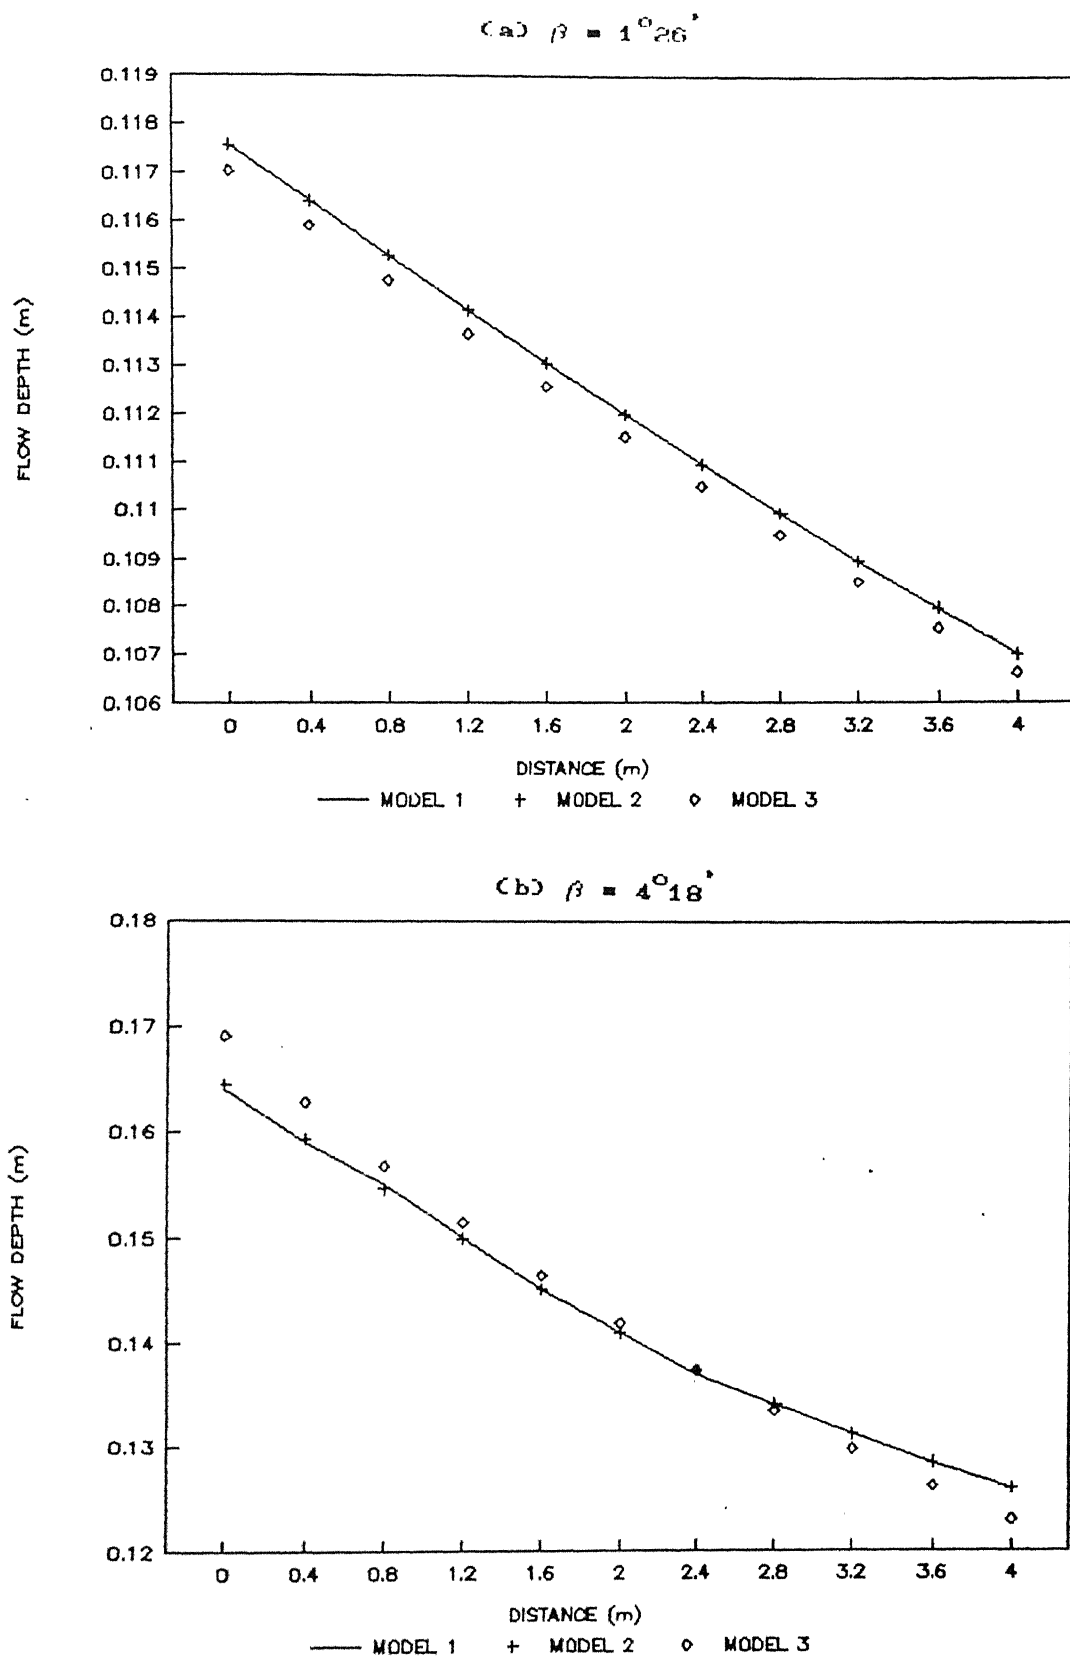 (a) β = 1°26'
0.119
0.118
0.117
0.116
0.115
0.114
0.113
0.112
0.111
0.11
0.109
0.108
0.107
0.106
FLOW DEPTH (m)
0 0.4 0.8 1.2 1.6 2 2.4 2.8 3.2 3.6 4
DISTANCE (m)
MODEL 1 + MODEL 2 ◇ MODEL 3
(b) β = 4°18'
0.18
0.17
0.16
0.15
0.14
0.13
0.12
FLOW DEPTH (m)
0 0.4 0.8 1.2 1.6 2 2.4 2.8 3.2 3.6 4
DISTANCE (m)
MODEL 1 + MODEL 2 ◇ MODEL 3